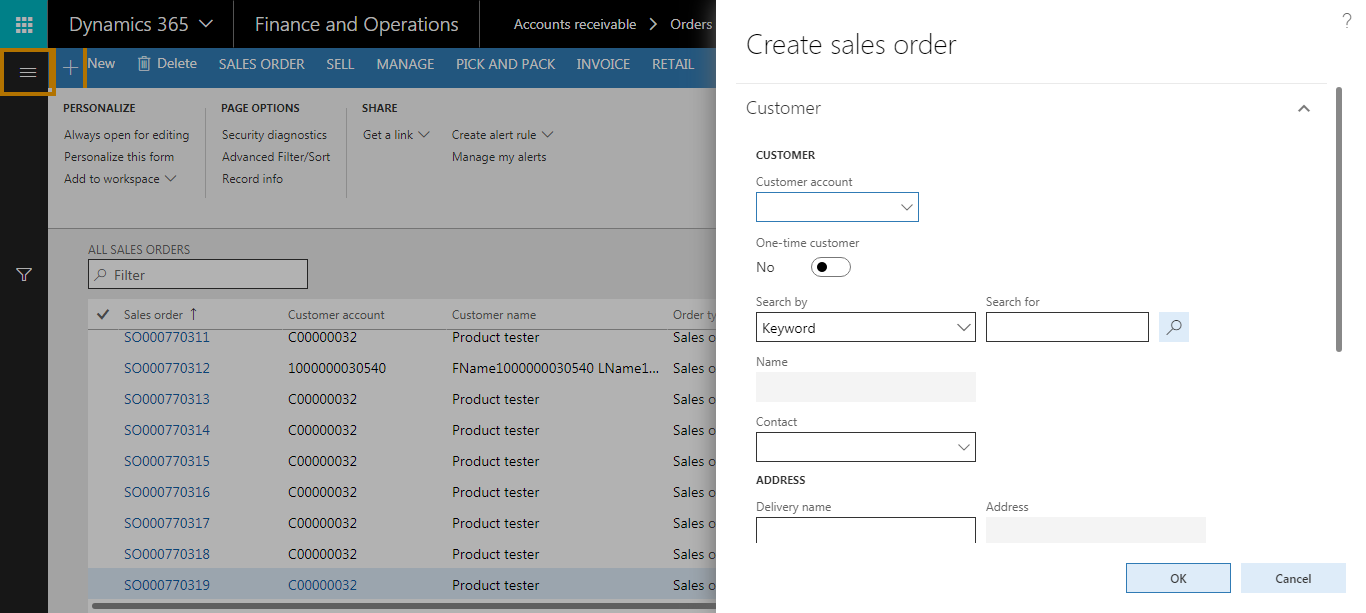 Dynamics 365
Finance and Operations
Accounts receivable > Orders
New Delete SALES ORDER SELL MANAGE PICK AND PACK INVOICE RETAIL
PERSONALIZE
Always open for editing
Personalize this form
Add to workspace
PAGE OPTIONS
Security diagnostics
Advanced Filter/Sort
Record info
SHARE
Get a link
Create alert rule
Manage my alerts
ALL SALES ORDERS
Filter
Sales order ↑ Customer account Customer name Order ty
SO000770311 C00000032 Product tester Sales o
SO000770312 1000000030540 FName1000000030540 LName1... Sales o
SO000770313 C00000032 Product tester Sales o
SO000770314 C00000032 Product tester Sales o
SO000770315 C00000032 Product tester Sales o
SO000770316 C00000032 Product tester Sales o
SO000770317 C00000032 Product tester Sales o
SO000770318 C00000032 Product tester Sales o
SO000770319 C00000032 Product tester Sales o
?
Create sales order
Customer
CUSTOMER
Customer account
One-time customer
No
Search by Search for
Keyword
Name
Contact
ADDRESS
Delivery name Address
OK Cancel